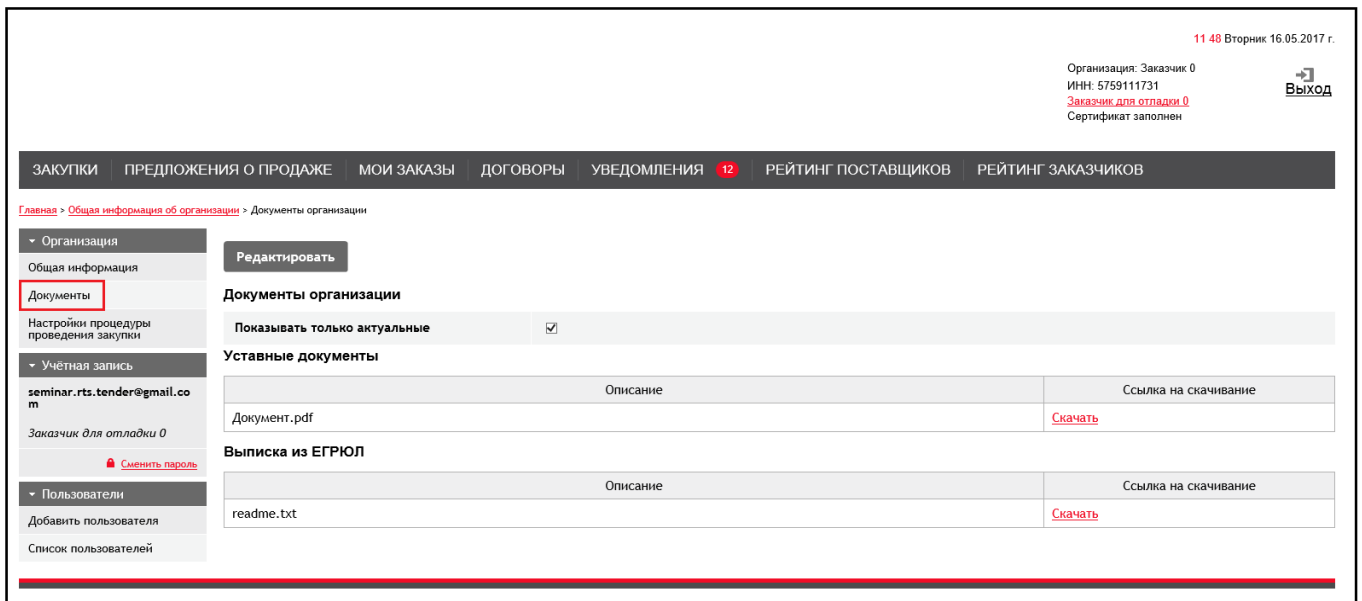 11 48 Вторник 16.05.2017 г.
Организация: Заказчик 0
ИНН: 5759111731
Заказчик для отладки 0
Сертификат заполнен
Выход
ЗАКУПКИ ПРЕДЛОЖЕНИЯ О ПРОДАЖЕ МОИ ЗАКАЗЫ ДОГОВОРЫ УВЕДОМЛЕНИЯ 12 РЕЙТИНГ ПОСТАВЩИКОВ РЕЙТИНГ ЗАКАЗЧИКОВ
Главная > Общая информация об организации > Документы организации
Организация
Общая информация
Документы
Настройки процедуры
проведения закупки
Учётная запись
seminar.rts.tender@gmail.co
m
Заказчик для отладки 0
Сменить пароль
Пользователи
Добавить пользователя
Список пользователей
Редактировать
Документы организации
Показывать только актуальные
Уставные документы
Описание Ссылка на скачивание
Документ.pdf Скачать
Выписка из ЕГРЮЛ
Описание Ссылка на скачивание
readme.txt Скачать